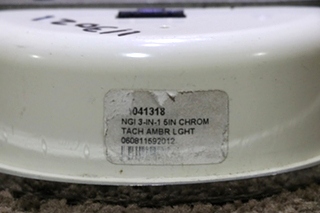 041318
NGI 3-IN-1 5IN CHROM
TACH AMBR LGHT
060811692012